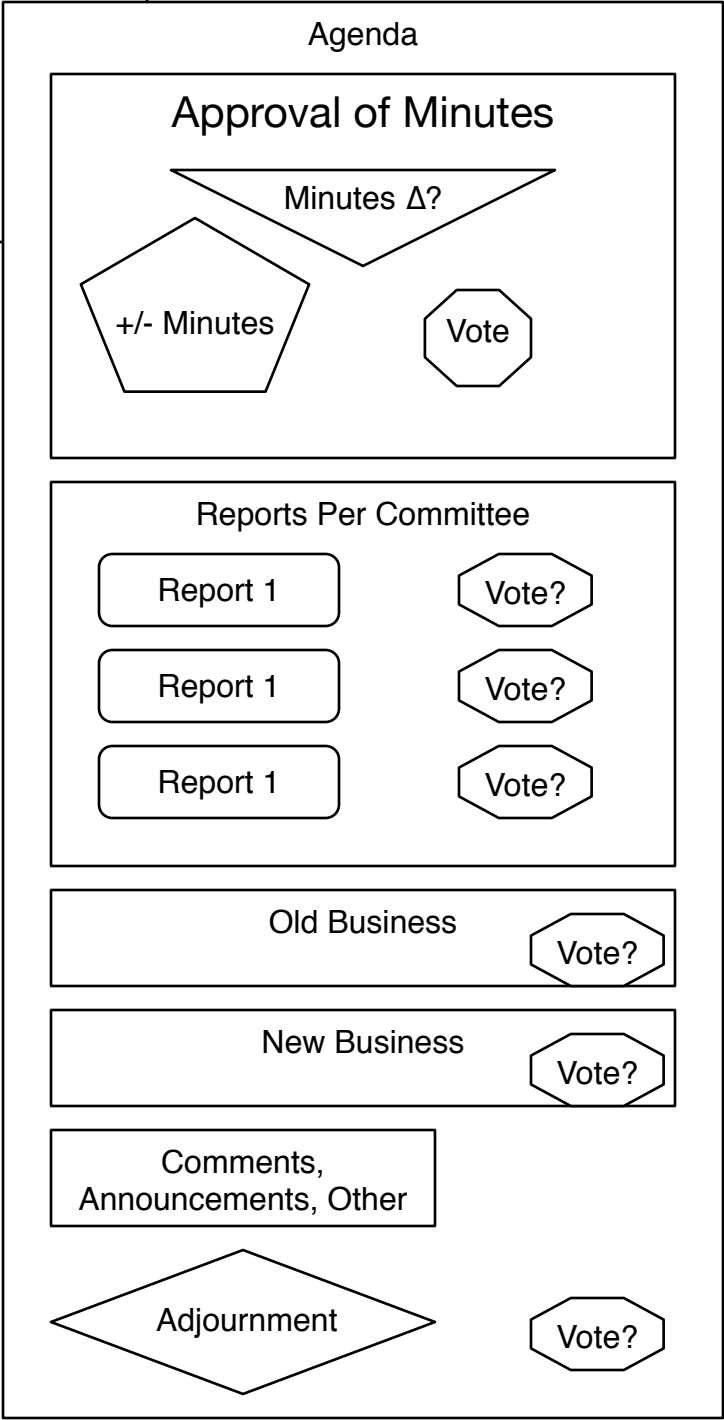 Agenda
Approval of Minutes
Minutes Δ?
+/- Minutes
Vote
Reports Per Committee
Report 1
Vote?
Report 1
Vote?
Report 1
Vote?
Old Business
Vote?
New Business
Vote?
Comments,
Announcements, Other
Adjournment
Vote?